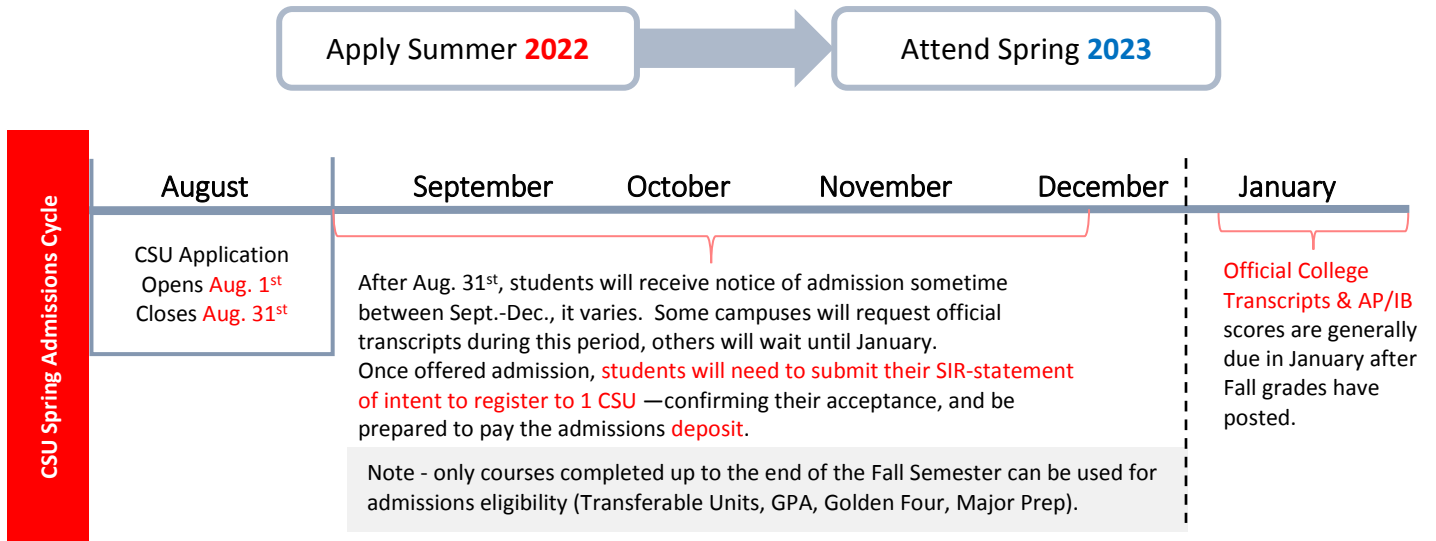 Apply Summer 2022
Attend Spring 2023
CSU Spring Admissions Cycle
August
September
October
November
December
January
CSU Application
Opens Aug. 1st
Closes Aug. 31st
After Aug. 31st, students will receive notice of admission sometime
between Sept.-Dec., it varies.  Some campuses will request official
transcripts during this period, others will wait until January.
Once offered admission, students will need to submit their SIR-statement
of intent to register to 1 CSU —confirming their acceptance, and be
prepared to pay the admissions deposit.
Note - only courses completed up to the end of the Fall Semester can be used for
admissions eligibility (Transferable Units, GPA, Golden Four, Major Prep).
Official College
Transcripts & AP/IB
scores are generally
due in January after
Fall grades have
posted.